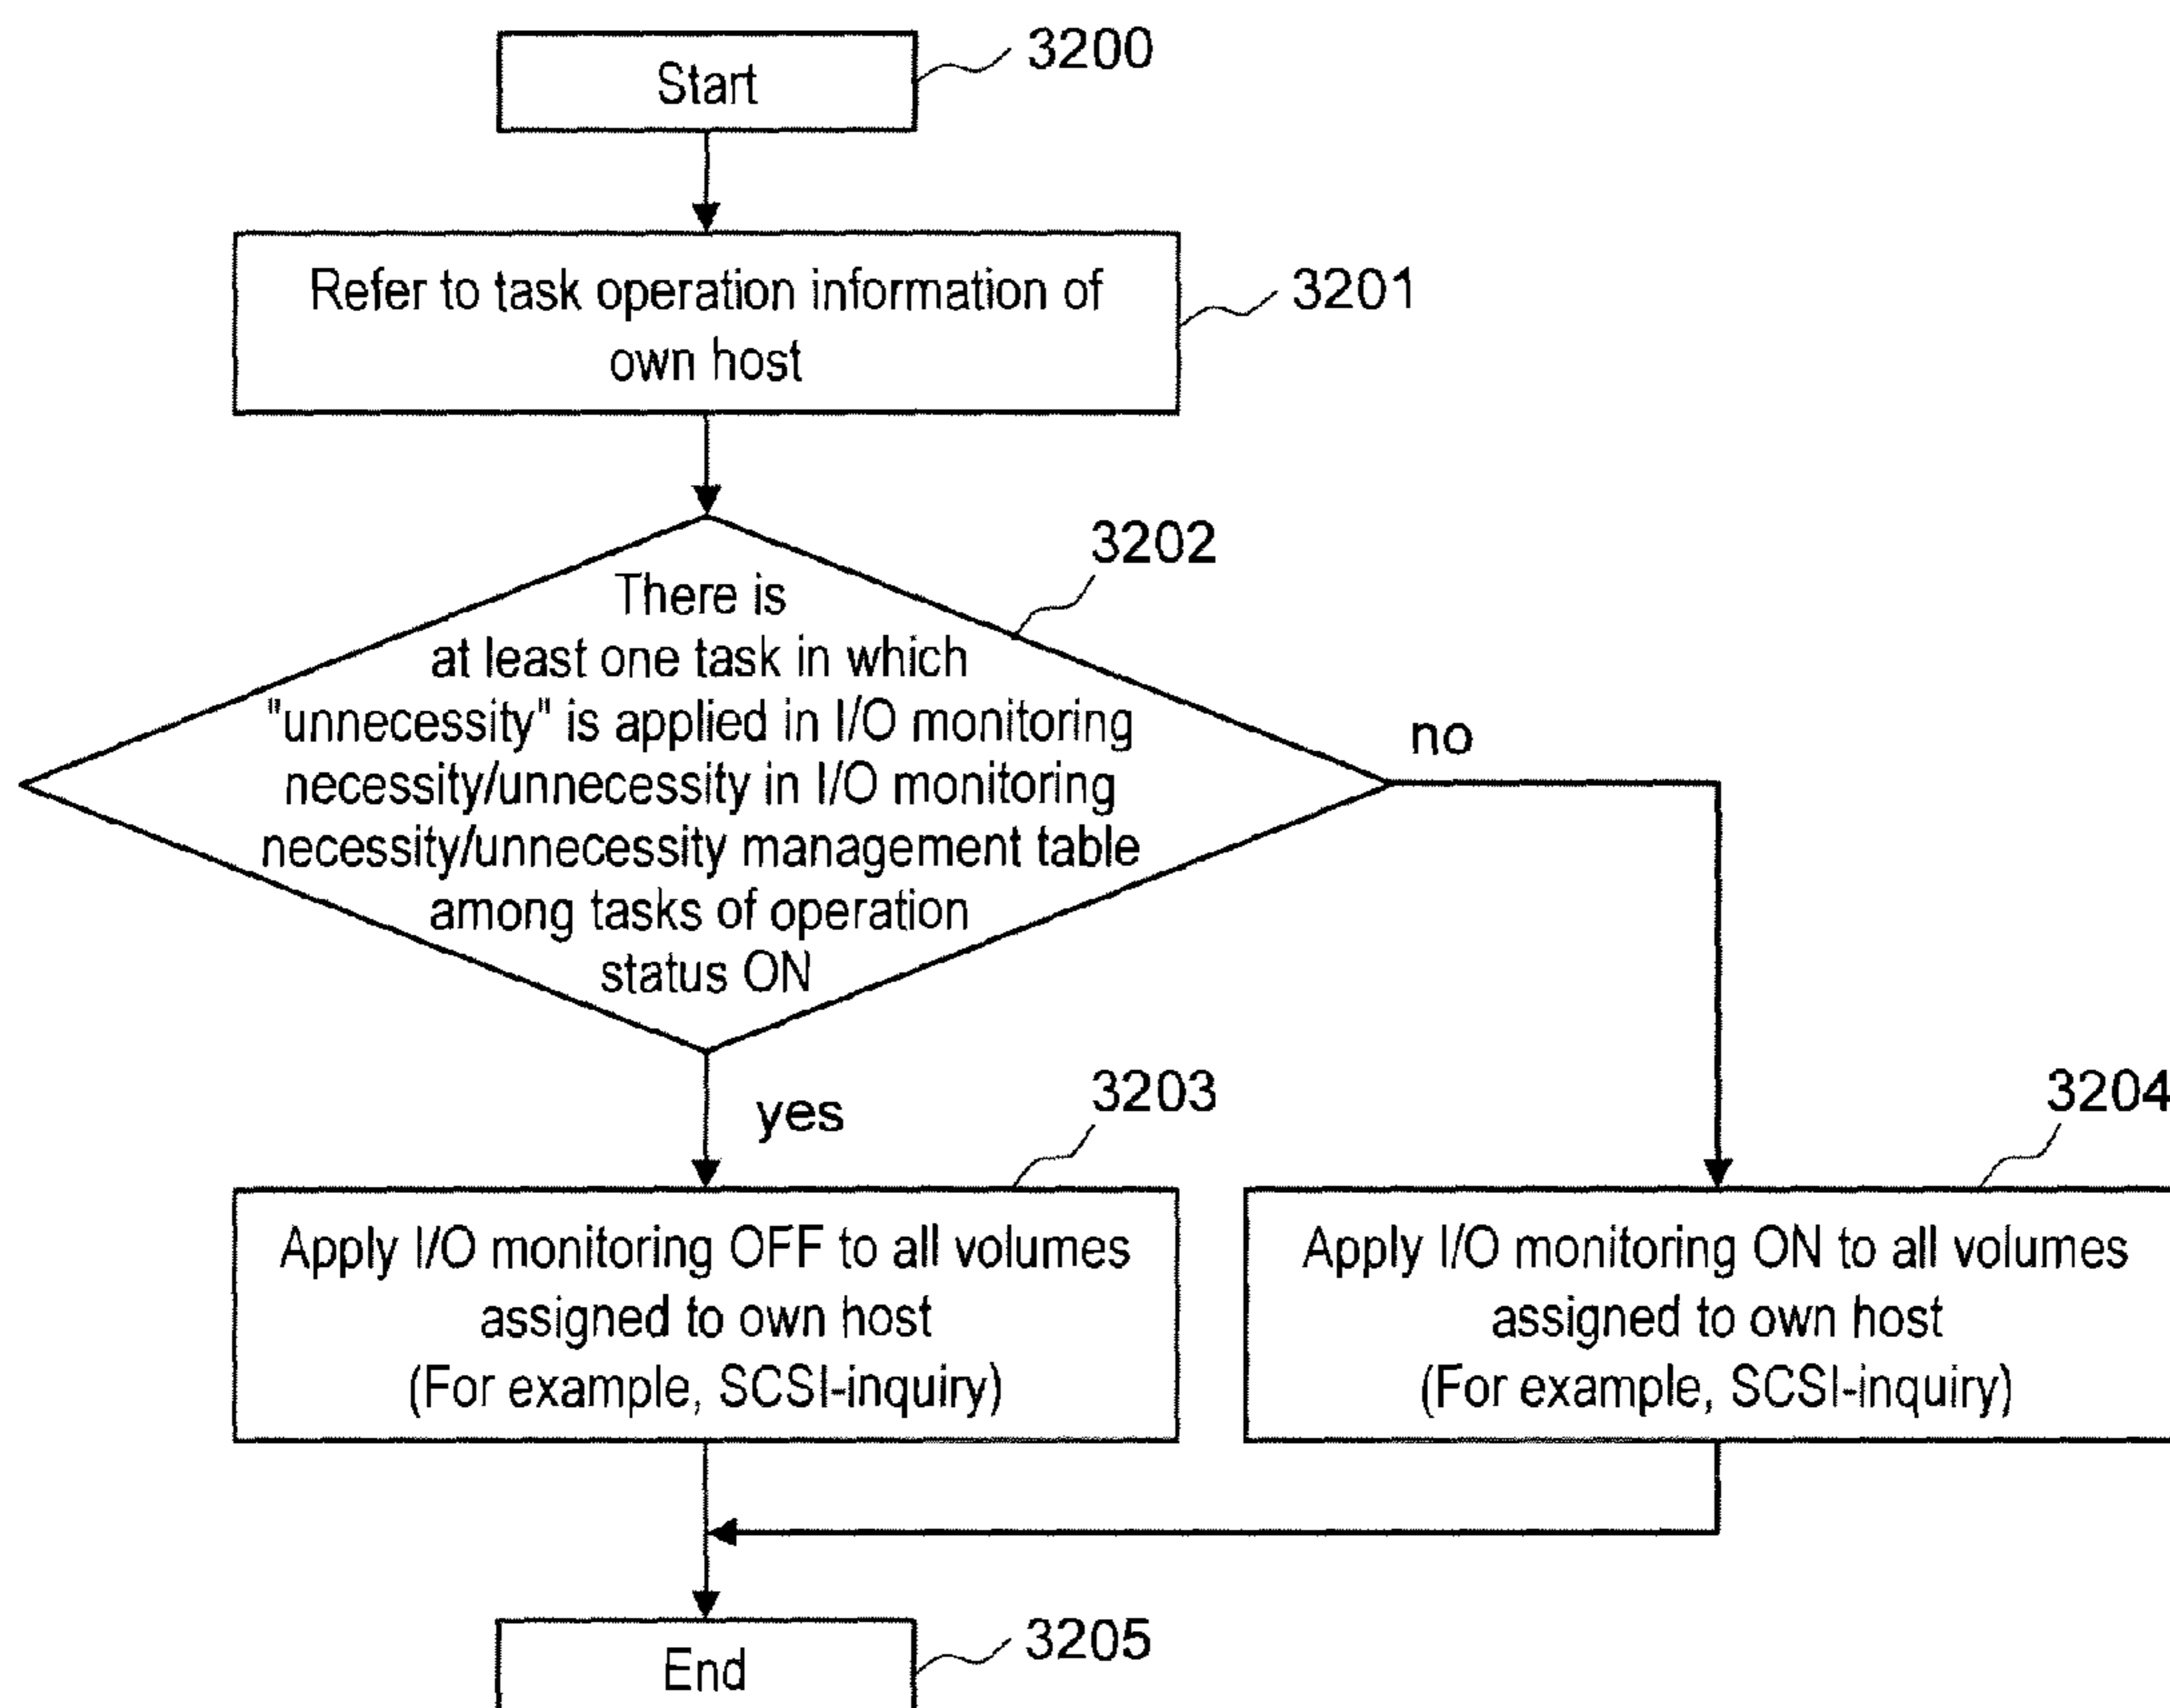 Start
3200
Refer to task operation information of
own host
3201
3202
There is
at least one task in which
"unnecessity" is applied in I/O monitoring
necessity/unnecessity in I/O monitoring
necessity/unnecessity management table
among tasks of operation
status ON
no
yes
3203
3204
Apply I/O monitoring OFF to all volumes
assigned to own host
(For example, SCSI-inquiry)
Apply I/O monitoring ON to all volumes
assigned to own host
(For example, SCSI-inquiry)
End
3205